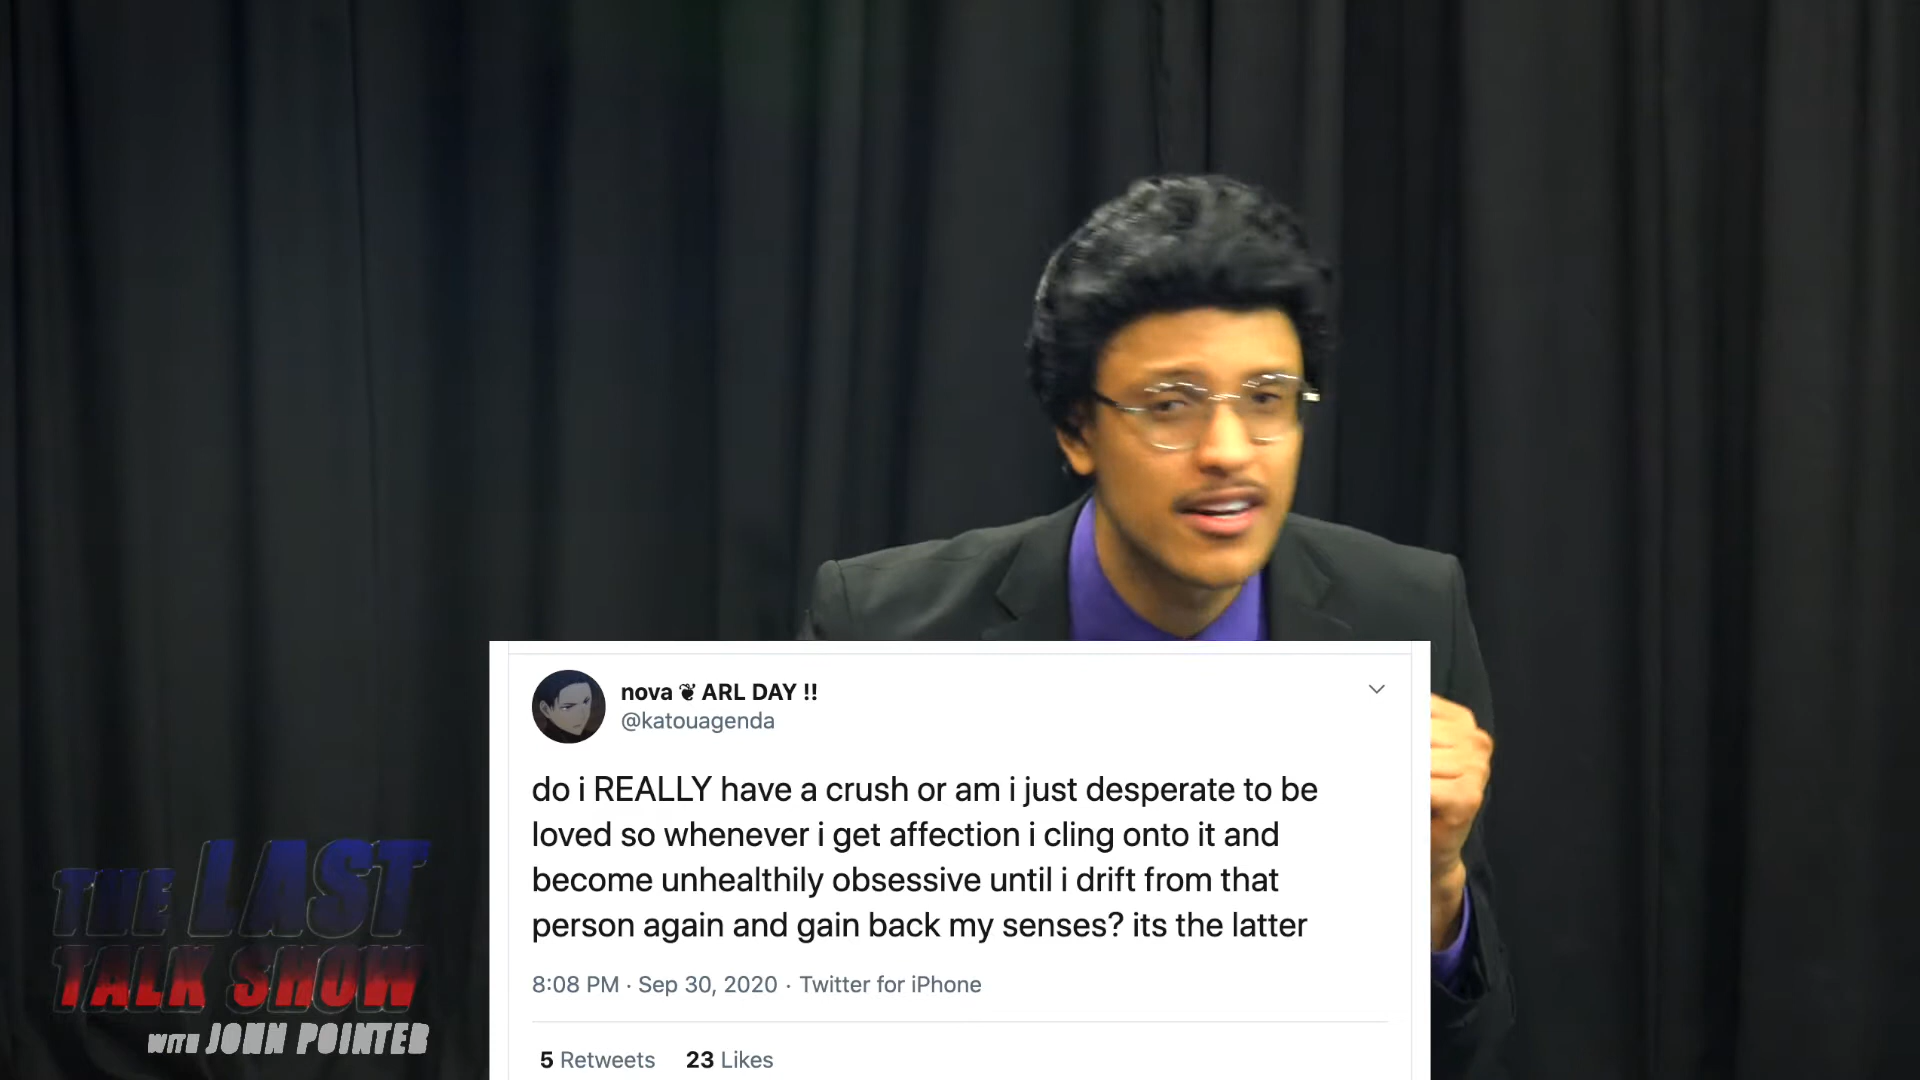 nova ❦ ARL DAY !!
@katouagenda
do i REALLY have a crush or am i just desperate to be
loved so whenever i get affection i cling onto it and
become unhealthily obsessive until i drift from that
person again and gain back my senses? its the latter
8:08 PM · Sep 30, 2020 · Twitter for iPhone
5 Retweets 23 Likes
THE LAST
TALK SHOW
WITH JOHN POINTER